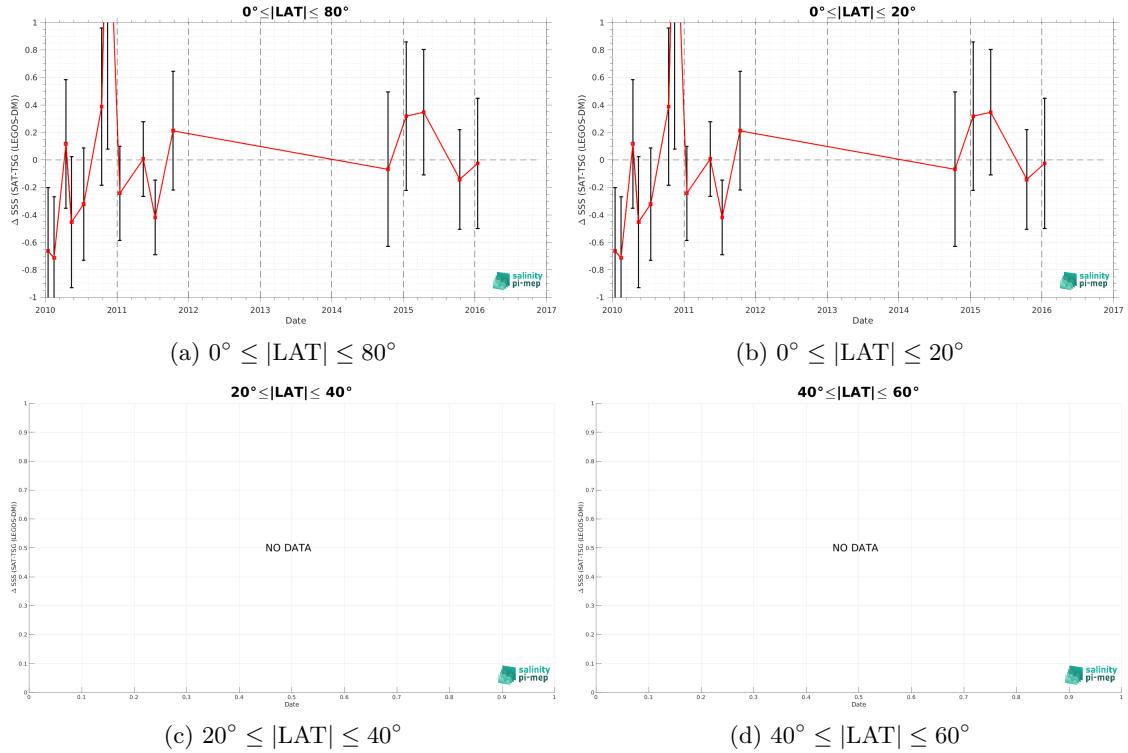 0°≤|LAT|≤ 80°
Δ SSS (SAT-TSG (LEGOS-DM))
1
0.8
0.6
0.4
0.2
0
-0.2
-0.4
-0.6
-0.8
-1
salinity
pi-mep
2010 2011 2012 2013 2014 2015 2016 2017
Date
(a) 0° ≤ |LAT| ≤ 80°
0°≤|LAT|≤ 20°
Δ SSS (SAT-TSG (LEGOS-DM))
1
0.8
0.6
0.4
0.2
0
-0.2
-0.4
-0.6
-0.8
-1
salinity
pi-mep
2010 2011 2012 2013 2014 2015 2016 2017
Date
(b) 0° ≤ |LAT| ≤ 20°
20°≤|LAT|≤ 40°
Δ SSS (SAT-TSG (LEGOS-DM))
1
0.9
0.8
0.7
0.6
0.5
0.4
0.3
0.2
0.1
0
NO DATA
salinity
pi-mep
0 0.1 0.2 0.3 0.4 0.5 0.6 0.7 0.8 0.9 1
Date
(c) 20° ≤ |LAT| ≤ 40°
40°≤|LAT|≤ 60°
Δ SSS (SAT-TSG (LEGOS-DM))
1
0.9
0.8
0.7
0.6
0.5
0.4
0.3
0.2
0.1
0
NO DATA
salinity
pi-mep
0 0.1 0.2 0.3 0.4 0.5 0.6 0.7 0.8 0.9 1
Date
(d) 40° ≤ |LAT| ≤ 60°